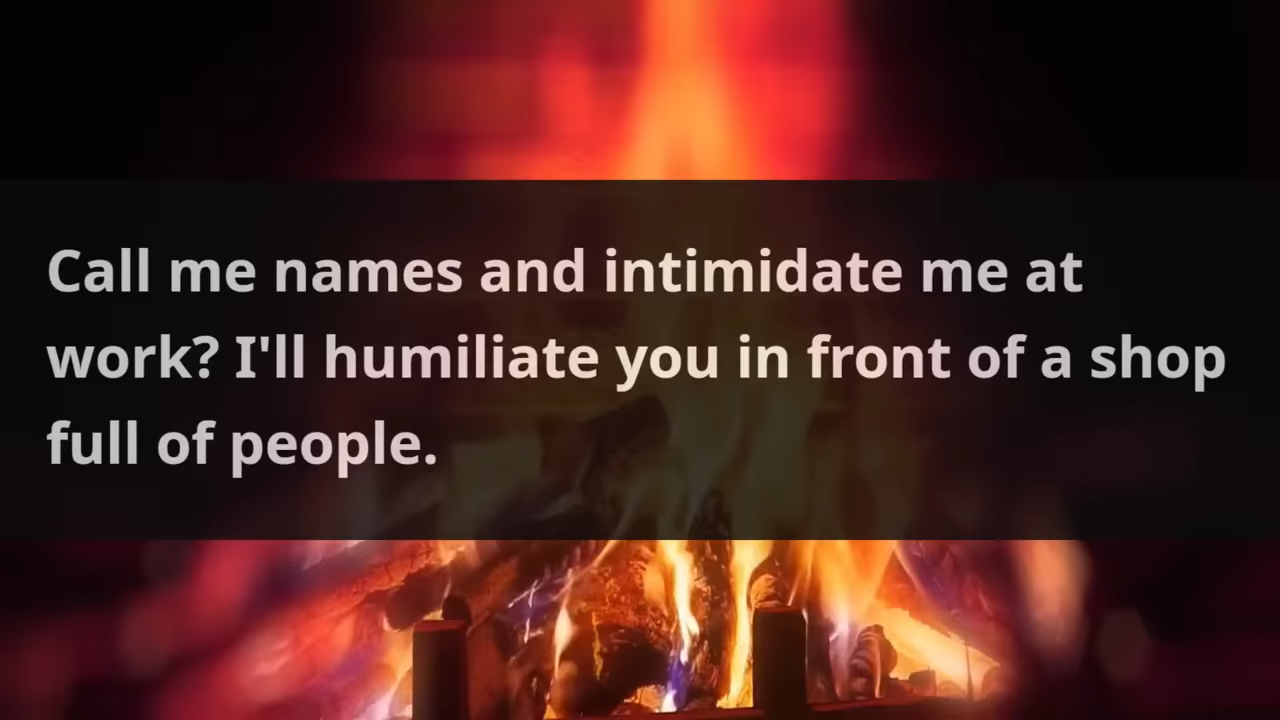 Call me names and intimidate me at
work? I'll humiliate you in front of a shop
full of people.